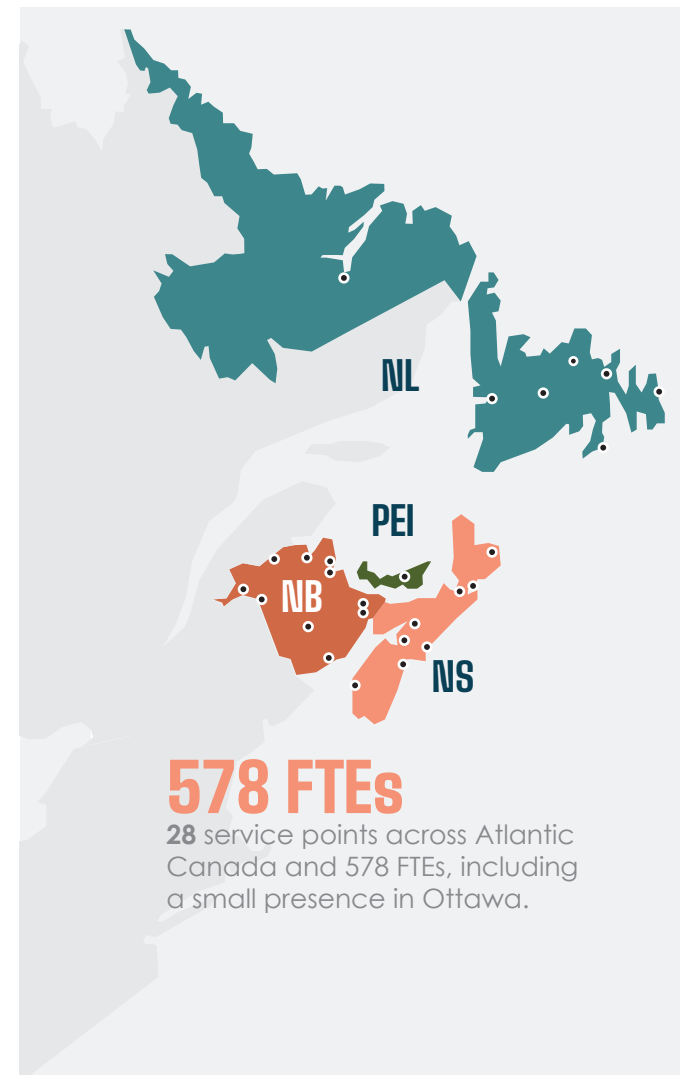 NL
PEI
NB
NS
578 FTEs
28 service points across Atlantic
Canada and 578 FTEs, including
a small presence in Ottawa.